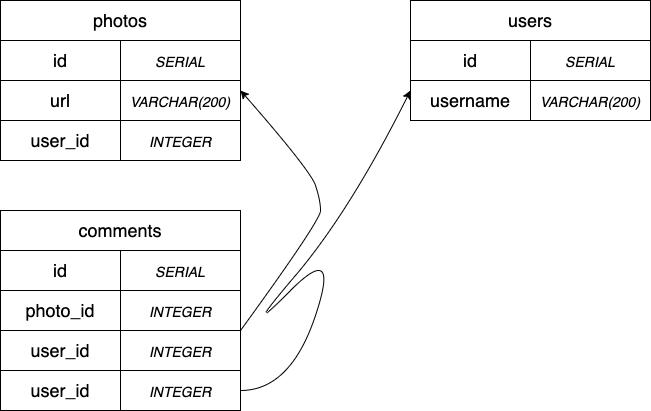 photos
id SERIAL
url VARCHAR(200)
user_id INTEGER
users
id SERIAL
username VARCHAR(200)
comments
id SERIAL
photo_id INTEGER
user_id INTEGER
user_id INTEGER